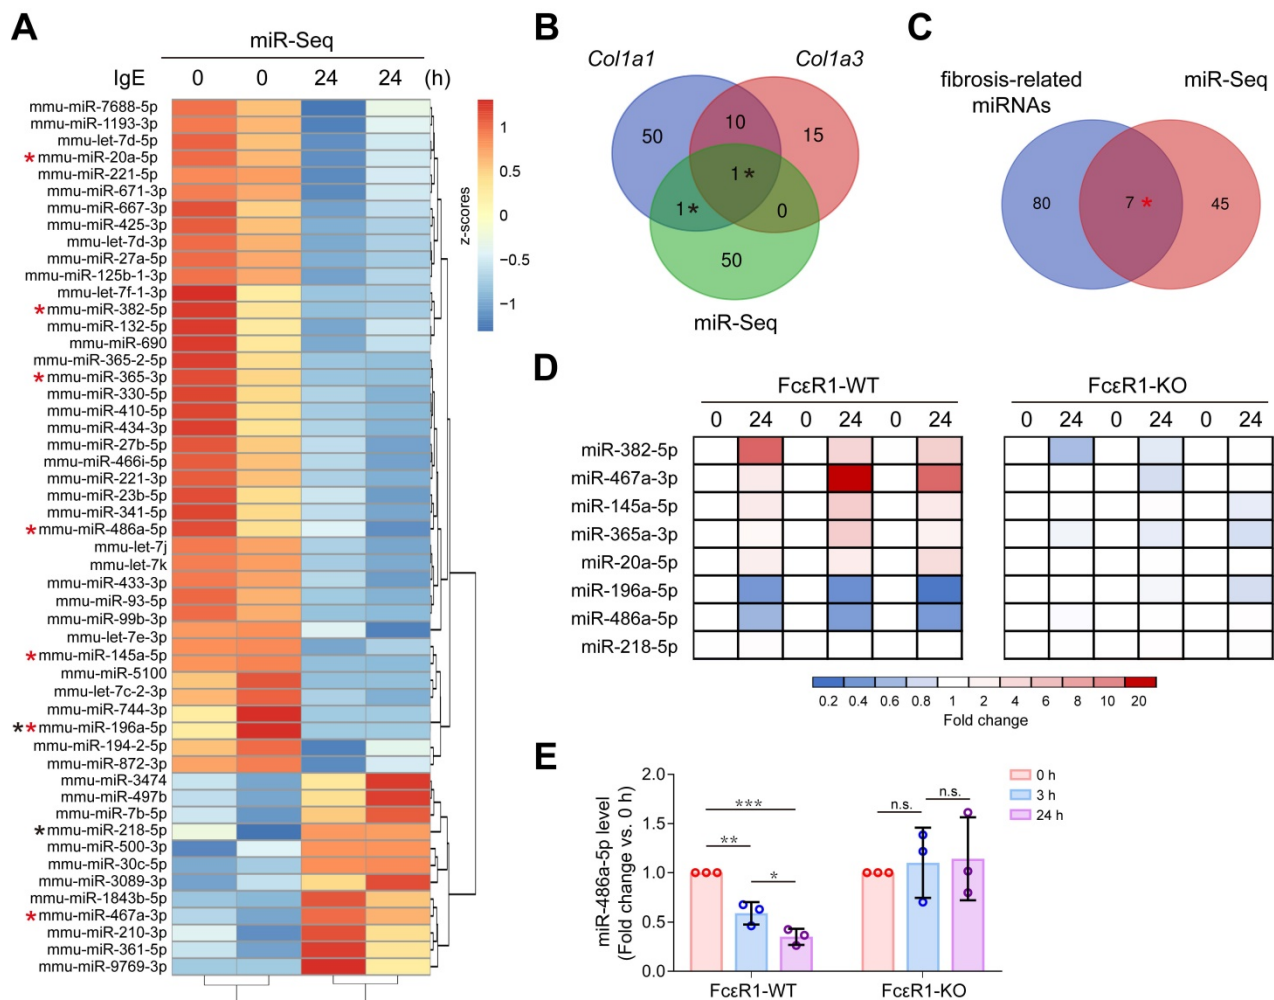 A
miR-Seq
IgE 0 0 24 24 (h)
mmu-miR-7688-5p
mmu-miR-1193-3p
mmu-let-7d-5p
* mmu-miR-20a-5p
mmu-miR-221-5p
mmu-miR-671-3p
mmu-miR-667-3p
mmu-miR-425-3p
mmu-let-7d-3p
mmu-miR-27a-5p
mmu-miR-125b-1-3p
mmu-let-7f-1-3p
* mmu-miR-382-5p
mmu-miR-132-5p
mmu-miR-690
mmu-miR-365-2-5p
* mmu-miR-365-3p
mmu-miR-330-5p
mmu-miR-410-5p
mmu-miR-434-3p
mmu-miR-27b-5p
mmu-miR-466i-5p
mmu-miR-221-3p
mmu-miR-23b-5p
mmu-miR-341-5p
* mmu-miR-486a-5p
mmu-let-7j
mmu-let-7k
mmu-miR-433-3p
mmu-miR-93-5p
mmu-miR-99b-3p
mmu-let-7e-3p
* mmu-miR-145a-5p
mmu-miR-5100
mmu-let-7c-2-3p
mmu-miR-744-3p
** mmu-miR-196a-5p
mmu-miR-194-2-5p
mmu-miR-872-3p
mmu-miR-3474
mmu-miR-497b
mmu-miR-7b-5p
* mmu-miR-218-5p
mmu-miR-500-3p
mmu-miR-30c-5p
mmu-miR-3089-3p
mmu-miR-1843b-5p
* mmu-miR-467a-3p
mmu-miR-210-3p
mmu-miR-361-5p
mmu-miR-9769-3p
1
0.5
0
−0.5
−1
z-scores
B
Col1a1 Col1a3
50 10 15
1*
1* 0
50
miR-Seq
C
fibrosis-related
miRNAs
miR-Seq
80 7 * 45
D
FcεR1-WT FcεR1-KO
0 24 0 24 0 24 0 24 0 24 0 24
miR-382-5p
miR-467a-3p
miR-145a-5p
miR-365a-3p
miR-20a-5p
miR-196a-5p
miR-486a-5p
miR-218-5p
0.2 0.4 0.6 0.8 1 2 4 6 8 10 20
Fold change
E
miR-486a-5p level
(Fold change vs. 0 h)
2.0
1.5
1.0
0.5
0.0
***
**
*
n.s.
n.s.
0 h
3 h
24 h
FcεR1-WT FcεR1-KO